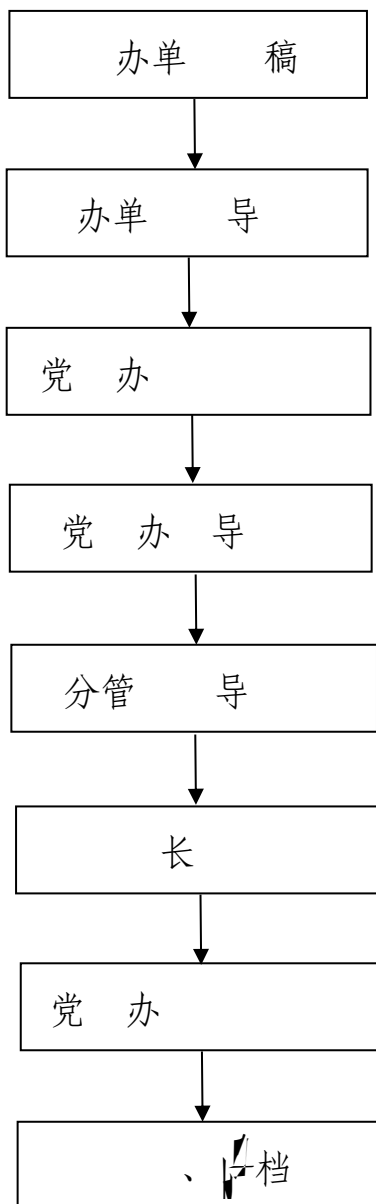 办单 稿
办单 导
党 办
党 办 导
分管 导
长
党 办
、 档